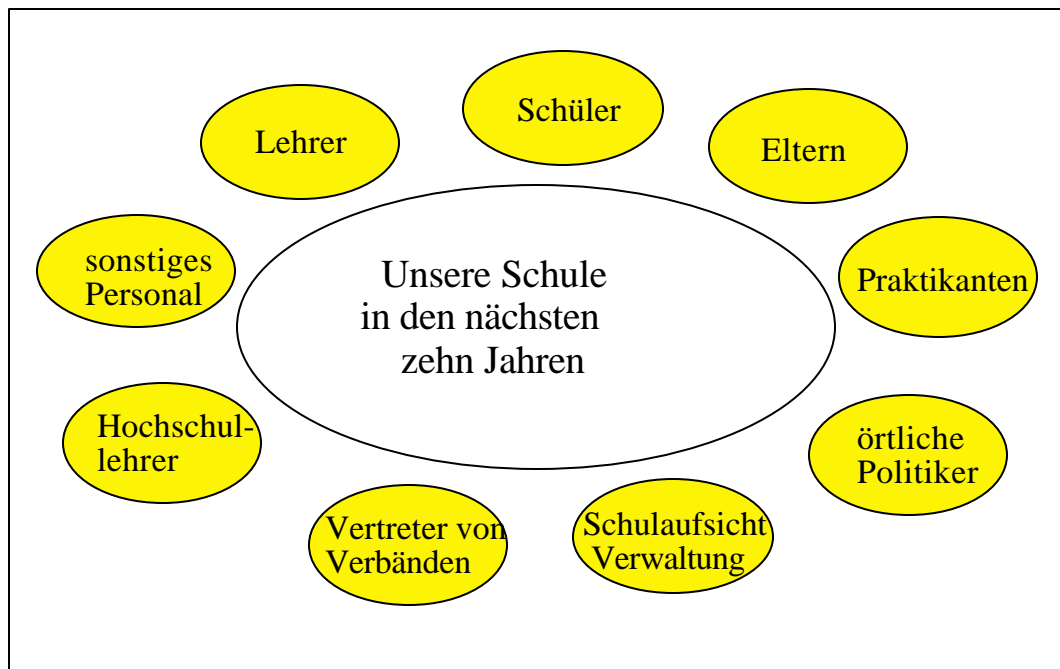 Schüler
Lehrer
Eltern
sonstiges
Personal
Unsere Schule
in den nächsten
zehn Jahren
Praktikanten
Hochschul-
lehrer
örtliche
Politiker
Vertreter von
Verbänden
Schulaufsicht
Verwaltung